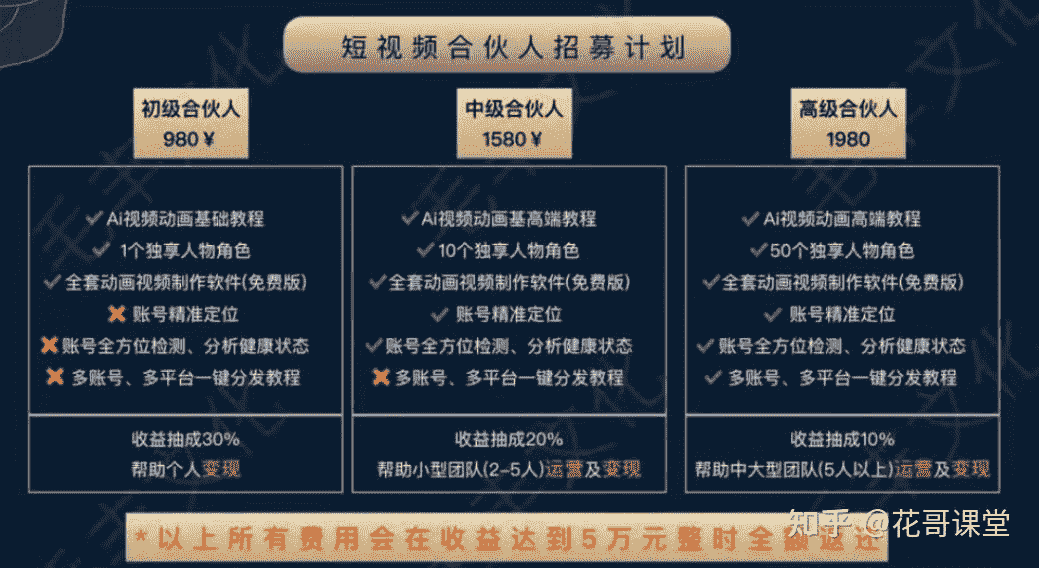 短视频合伙人招募计划
初级合伙人
980￥
Ai视频动画基础教程
1个独享人物角色
全套动画视频制作软件(免费版)
账号精准定位
账号全方位检测、分析健康状态
多账号、多平台一键分发教程
收益抽成30%
帮助个人变现
中级合伙人
1580￥
Ai视频动画基高端教程
10个独享人物角色
全套动画视频制作软件(免费版)
账号精准定位
账号全方位检测、分析健康状态
多账号、多平台一键分发教程
收益抽成20%
帮助小型团队(2-5人)运营及变现
高级合伙人
1980
Ai视频动画高端教程
50个独享人物角色
全套动画视频制作软件(免费版)
账号精准定位
账号全方位检测、分析健康状态
多账号、多平台一键分发教程
收益抽成10%
帮助中大型团队(5人以上)运营及变现
*以上所有费用会在收益达到5万元整时全额返还
知乎 @花哥课堂